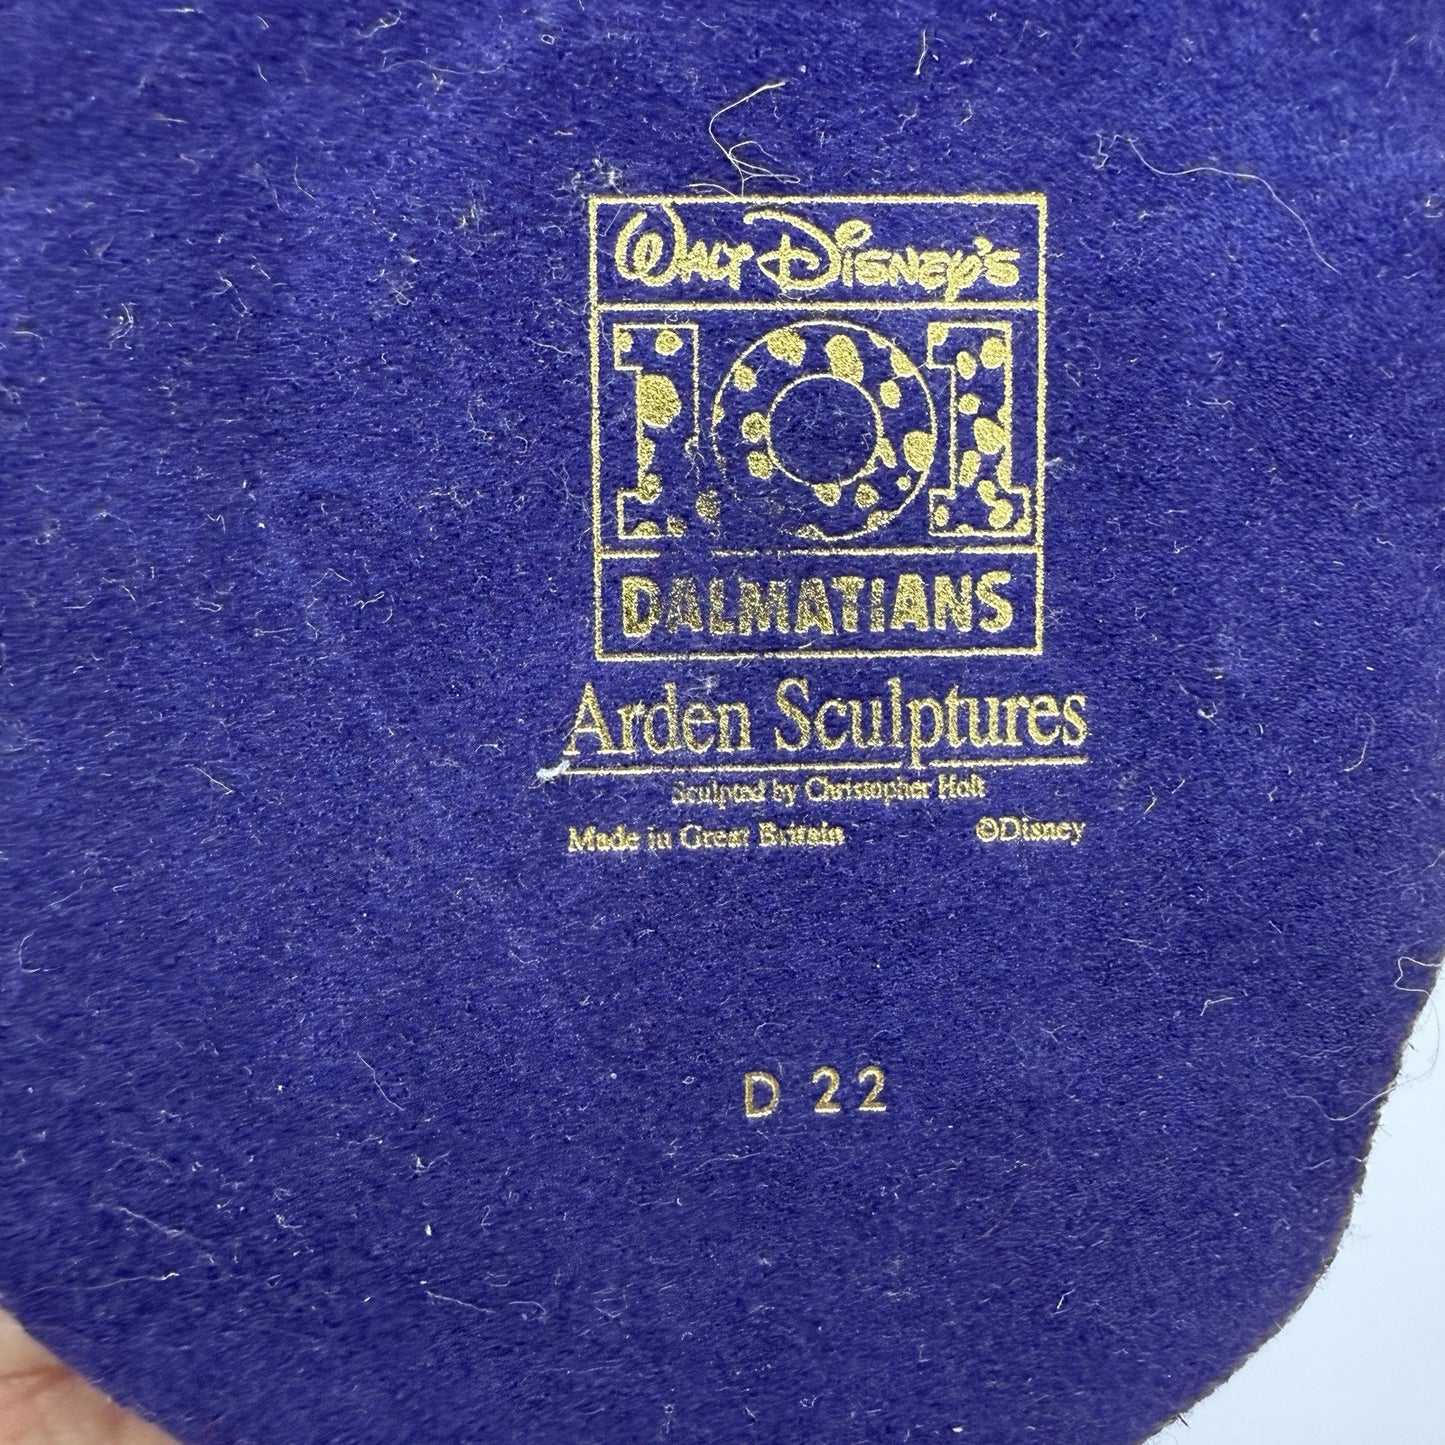 WALT DISNEY'S
101
DALMATIANS
Arden Sculptures
Sculpted by Christopher Holt
Made in Great Britain ©Disney
D 22